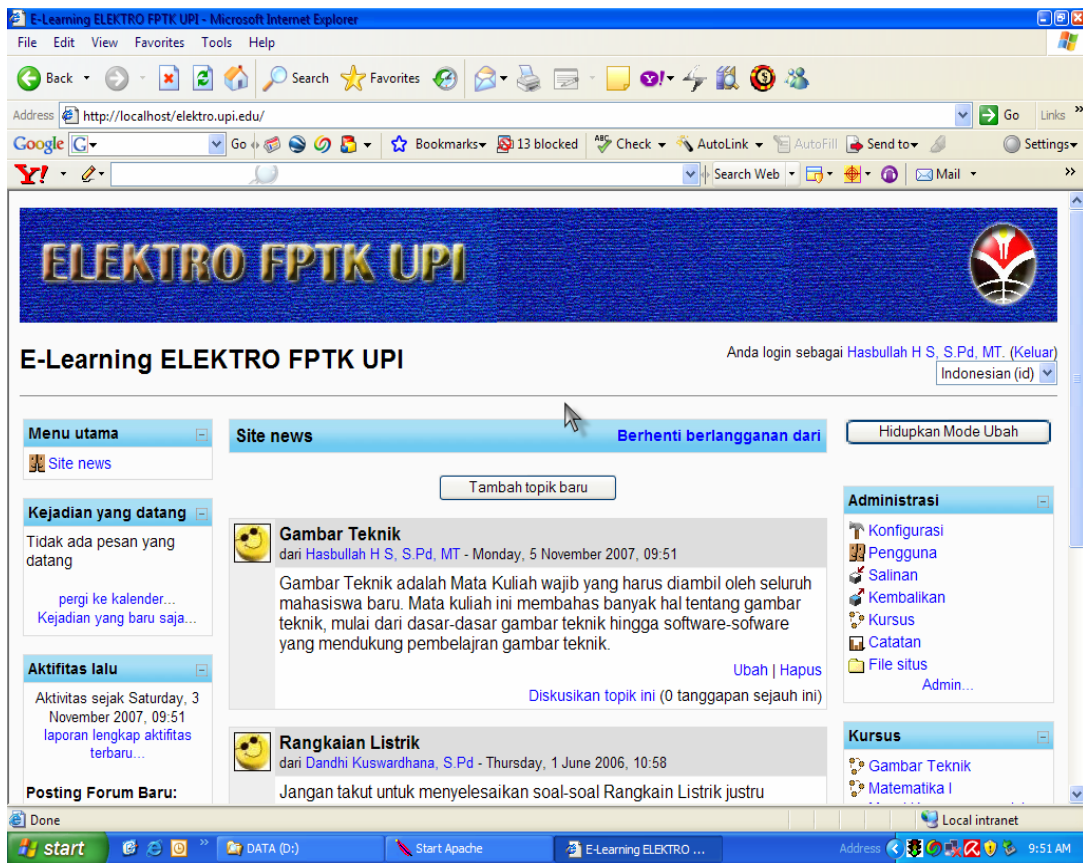 E-Learning ELEKTRO FPTK UPI - Microsoft Internet Explorer
File Edit View Favorites Tools Help
Back Search Favorites
Address http://localhost/elektro.upi.edu/ Go Links »
Google G Go Bookmarks 13 blocked Check AutoLink AutoFill Send to Settings
Y! Search Web Mail »
ELEKTRO FPTK UPI
E-Learning ELEKTRO FPTK UPI
Anda login sebagai Hasbullah H S, S.Pd, MT. (Keluar)
Indonesian (id)
Menu utama
Site news
Kejadian yang datang
Tidak ada pesan yang
datang
pergi ke kalender...
Kejadian yang baru saja...
Aktifitas lalu
Aktivitas sejak Saturday, 3
November 2007, 09:51
laporan lengkap aktifitas
terbaru...
Posting Forum Baru:
Site news Berhenti berlangganan dari
Tambah topik baru
Gambar Teknik
dari Hasbullah H S, S.Pd, MT - Monday, 5 November 2007, 09:51
Gambar Teknik adalah Mata Kuliah wajib yang harus diambil oleh seluruh
mahasiswa baru. Mata kuliah ini membahas banyak hal tentang gambar
teknik, mulai dari dasar-dasar gambar teknik hingga software-sofware
yang mendukung pembelajran gambar teknik.
Ubah | Hapus
Diskusikan topik ini (0 tanggapan sejauh ini)
Rangkaian Listrik
dari Dandhi Kuswardhana, S.Pd - Thursday, 1 June 2006, 10:58
Jangan takut untuk menyelesaikan soal-soal Rangkain Listrik justru
Hidupkan Mode Ubah
Administrasi
Konfigurasi
Pengguna
Salinan
Kembalikan
Kursus
Catatan
File situs
Admin...
Kursus
Gambar Teknik
Matematika I
Done Local intranet
start » DATA (D:) Start Apache E-Learning ELEKTRO ... Address 9:51 AM